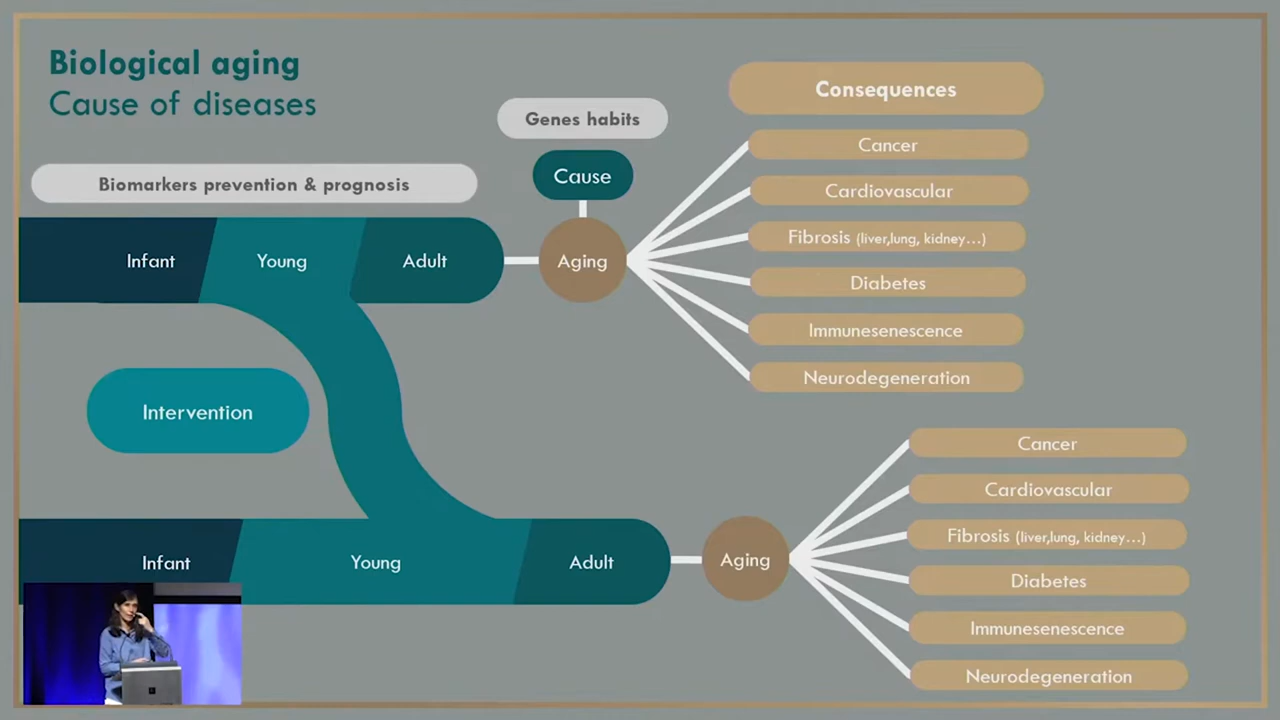 Biological aging
Cause of diseases
Biomarkers prevention & prognosis
Genes habits
Cause
Infant
Young
Adult
Aging
Consequences
Cancer
Cardiovascular
Fibrosis (liver,lung, kidney...)
Diabetes
Immunesenescence
Neurodegeneration
Intervention
Infant
Young
Adult
Aging
Cancer
Cardiovascular
Fibrosis (liver,lung, kidney...)
Diabetes
Immunesenescence
Neurodegeneration